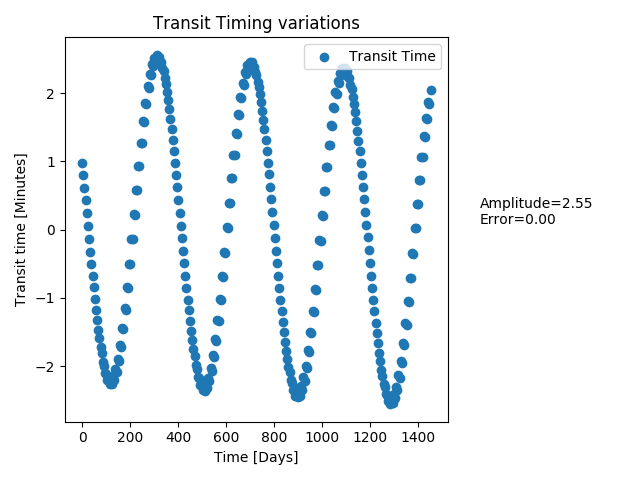 Transit Timing variations
Transit Time
Transit time [Minutes]
2
1
0
−1
−2
Amplitude=2.55
Error=0.00
0 200 400 600 800 1000 1200 1400
Time [Days]